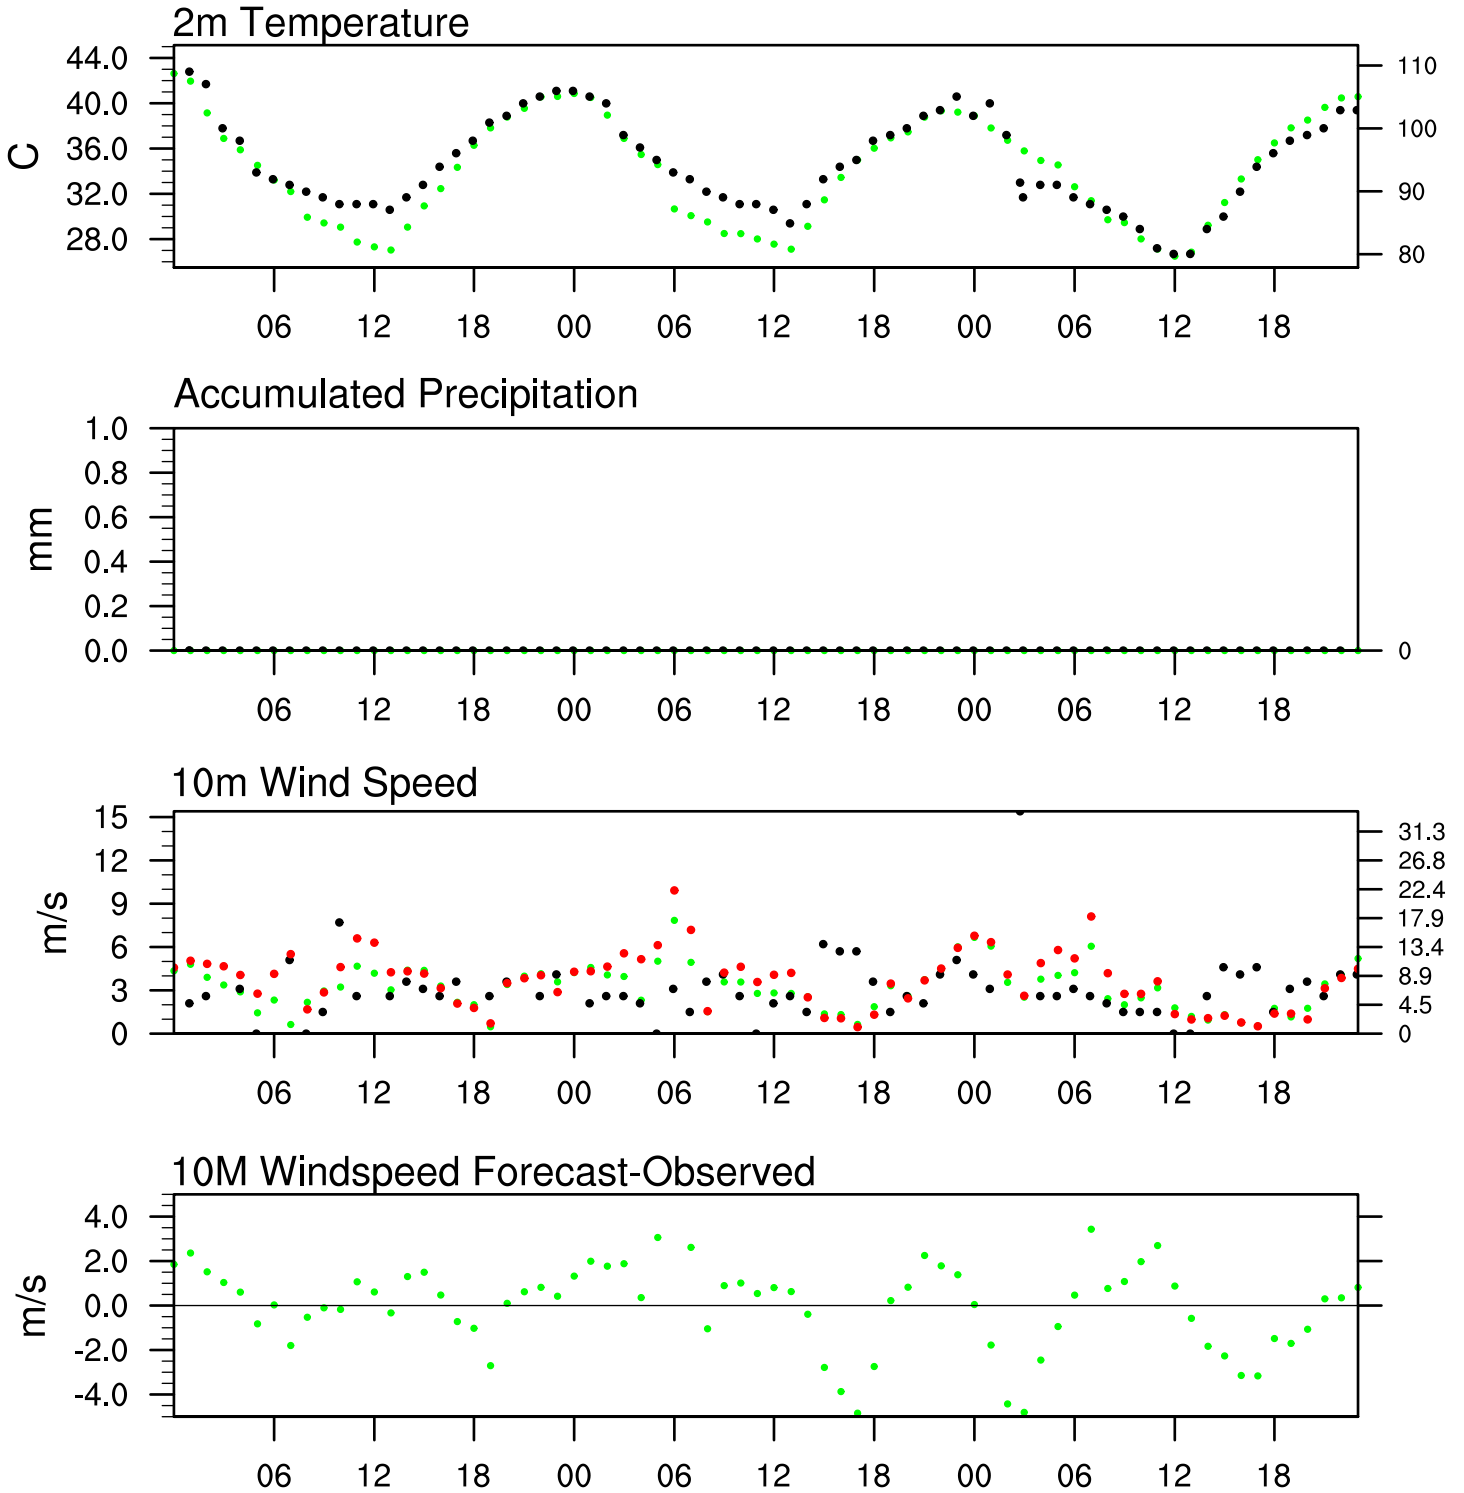 2m Temperature
44.0
40.0
36.0
32.0
28.0
C
110
100
90
80
06 12 18 00 06 12 18 00 06 12 18
Accumulated Precipitation
1.0
0.8
0.6
0.4
0.2
0.0
mm
0
06 12 18 00 06 12 18 00 06 12 18
10m Wind Speed
15
12
9
6
3
0
m/s
31.3
26.8
22.4
17.9
13.4
8.9
4.5
0
06 12 18 00 06 12 18 00 06 12 18
10M Windspeed Forecast-Observed
4.0
2.0
0.0
-2.0
-4.0
m/s
06 12 18 00 06 12 18 00 06 12 18